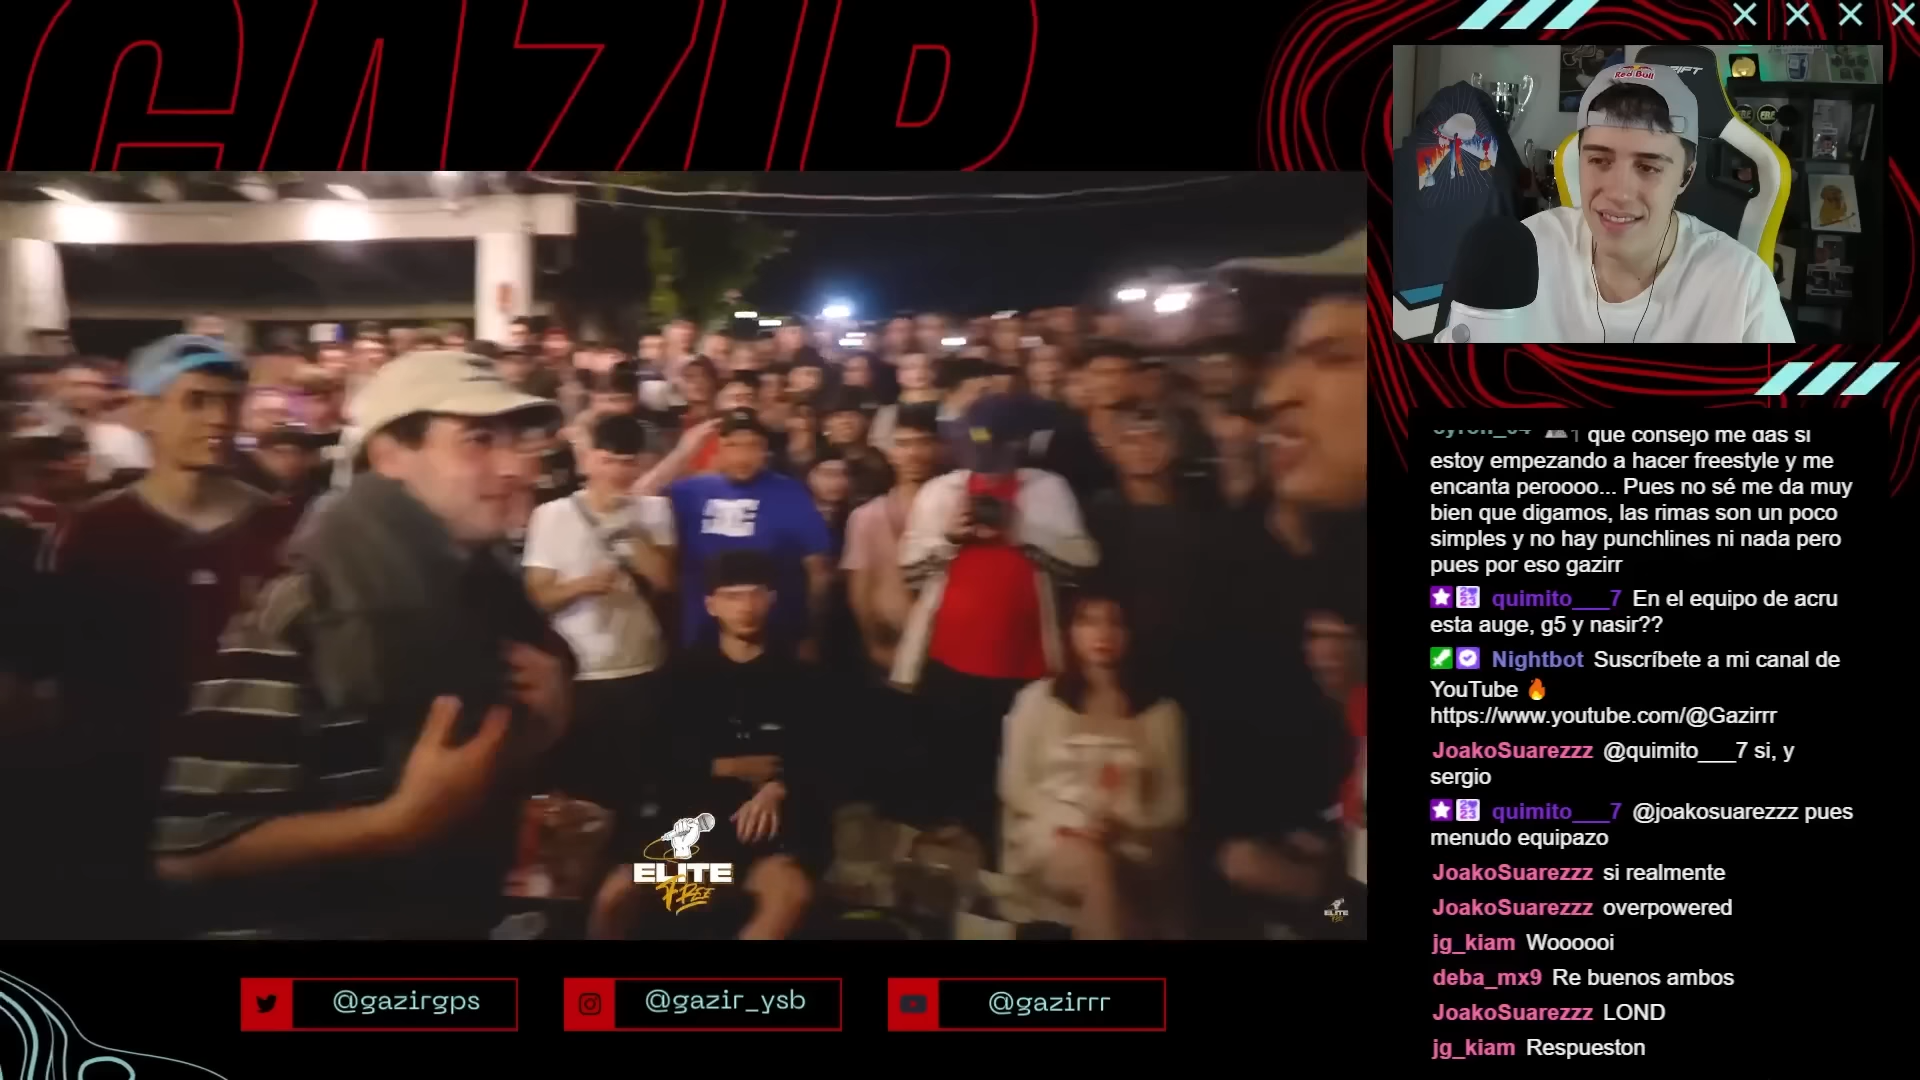 GAZIR
Red Bull
ELITE
FREE
ELITE
@gazirgps
@gazir_ysb
@gazirrr
que consejo me das si
estoy empezando a hacer freestyle y me
encanta peroooo... Pues no sé me da muy
bien que digamos, las rimas son un poco
simples y no hay punchlines ni nada pero
pues por eso gazirr
quimito___7 En el equipo de acru
esta auge, g5 y nasir??
Nightbot Suscríbete a mi canal de
YouTube 🔥
https://www.youtube.com/@Gazirrr
JoakoSuarezzz @quimito___7 si, y
sergio
quimito___7 @joakosuarezzz pues
menudo equipazo
JoakoSuarezzz si realmente
JoakoSuarezzz overpowered
jg_kiam Woooooi
deba_mx9 Re buenos ambos
JoakoSuarezzz LOND
jg_kiam Respueston